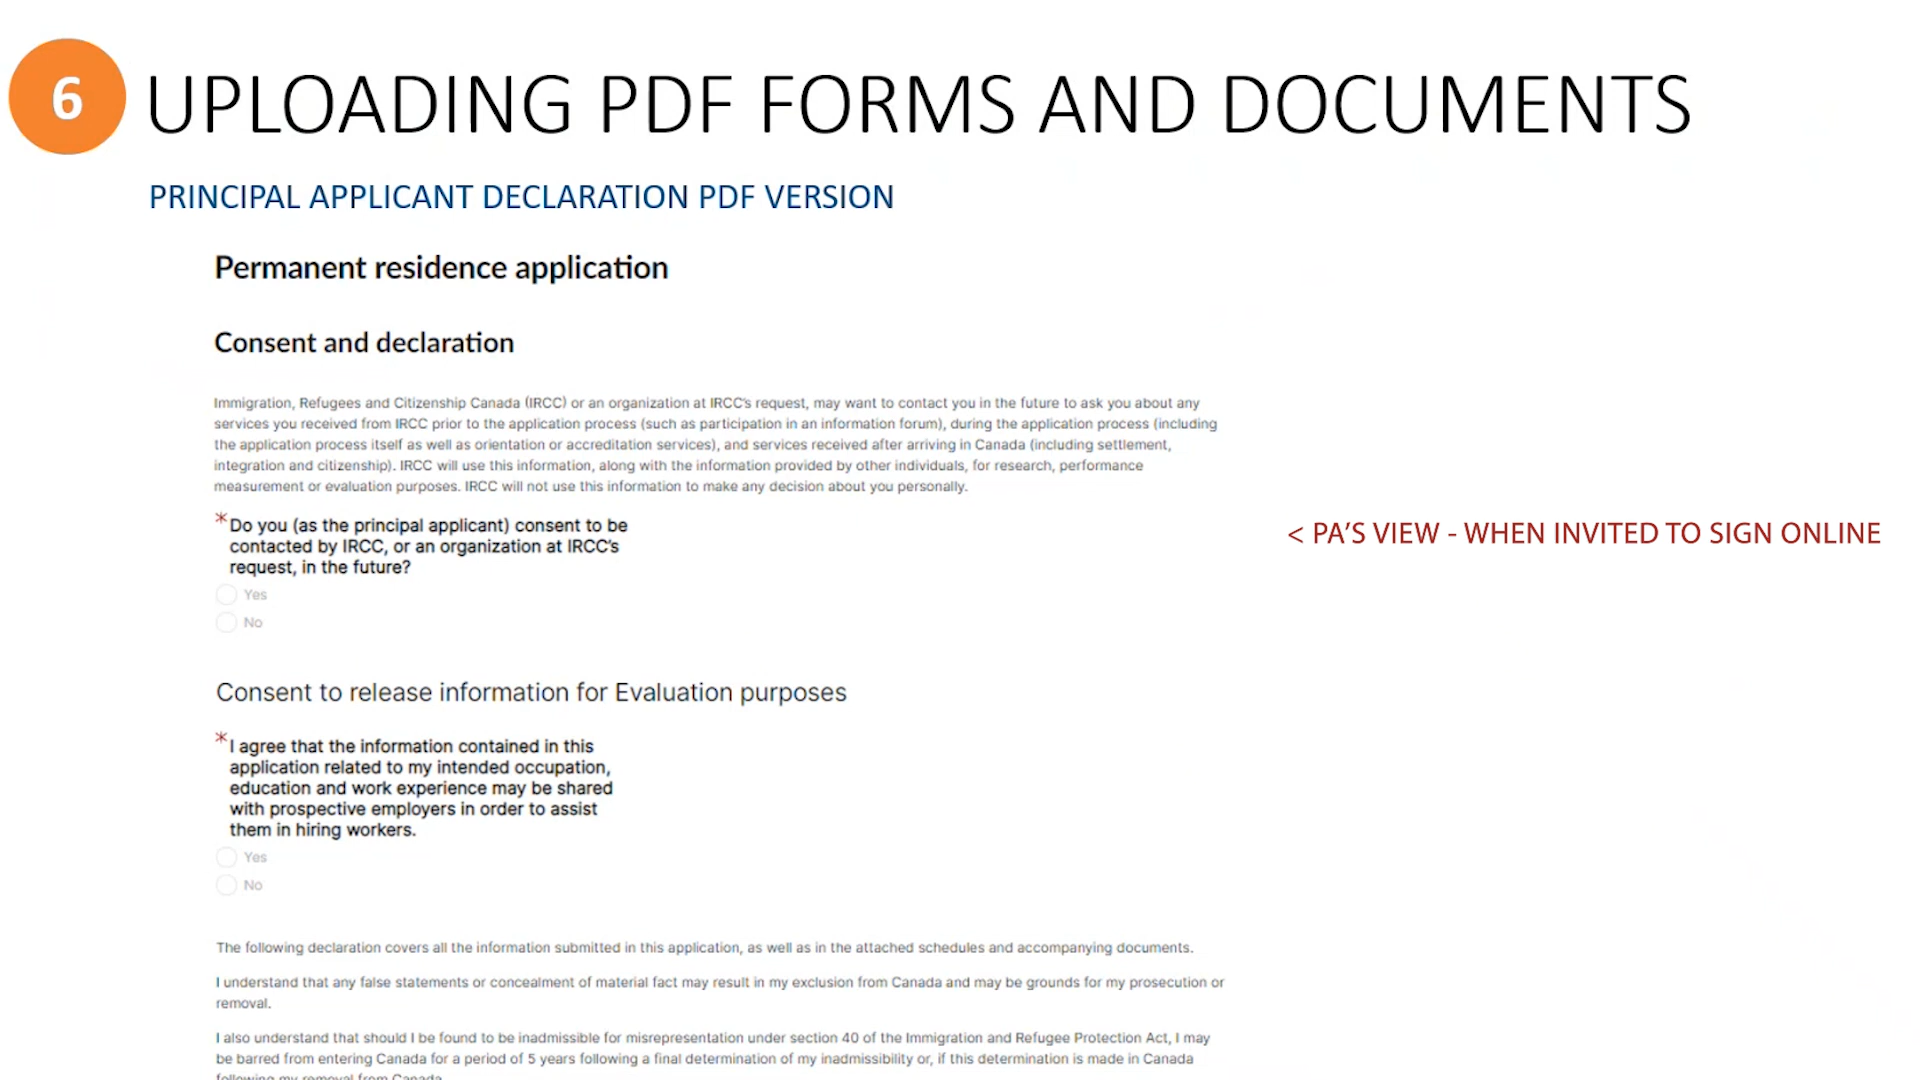 6
UPLOADING PDF FORMS AND DOCUMENTS
PRINCIPAL APPLICANT DECLARATION PDF VERSION
Permanent residence application
Consent and declaration
Immigration, Refugees and Citizenship Canada (IRCC) or an organization at IRCC's request, may want to contact you in the future to ask you about any
services you received from IRCC prior to the application process (such as participation in an information forum), during the application process (including
the application process itself as well as orientation or accreditation services), and services received after arriving in Canada (including settlement,
integration and citizenship). IRCC will use this information, along with the information provided by other individuals, for research, performance
measurement or evaluation purposes. IRCC will not use this information to make any decision about you personally.
* Do you (as the principal applicant) consent to be
contacted by IRCC, or an organization at IRCC's
request, in the future?
Yes
No
< PA'S VIEW - WHEN INVITED TO SIGN ONLINE
Consent to release information for Evaluation purposes
* I agree that the information contained in this
application related to my intended occupation,
education and work experience may be shared
with prospective employers in order to assist
them in hiring workers.
Yes
No
The following declaration covers all the information submitted in this application, as well as in the attached schedules and accompanying documents.
I understand that any false statements or concealment of material fact may result in my exclusion from Canada and may be grounds for my prosecution or
removal.
I also understand that should I be found to be inadmissible for misrepresentation under section 40 of the Immigration and Refugee Protection Act, I may
be barred from entering Canada for a period of 5 years following a final determination of my inadmissibility or, if this determination is made in Canada
following my removal from Canada.